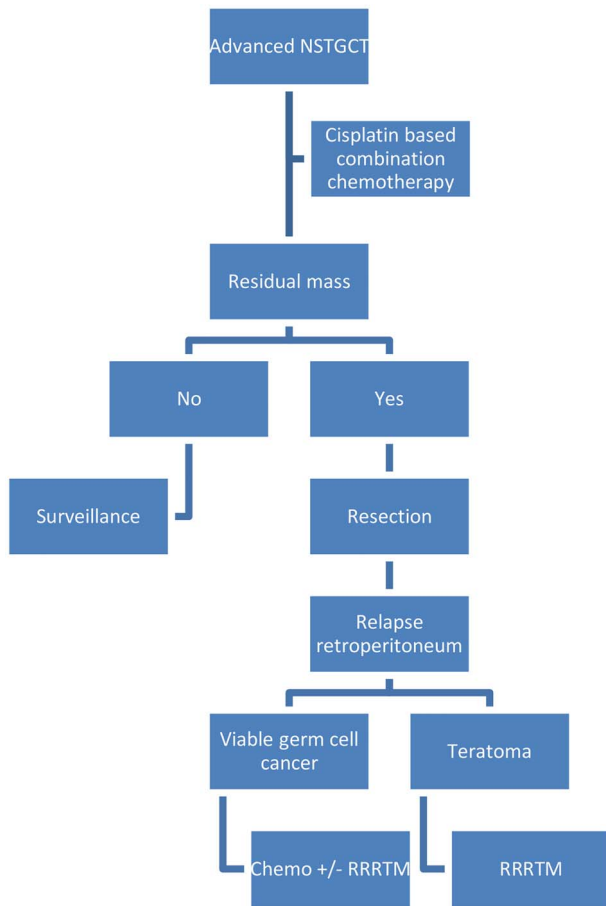 Advanced NSTGCT
Cisplatin based
combination
chemotherapy
Residual mass
No
Yes
Surveillance
Resection
Relapse
retroperitoneum
Viable germ cell
cancer
Teratoma
Chemo +/- RRRTM
RRRTM